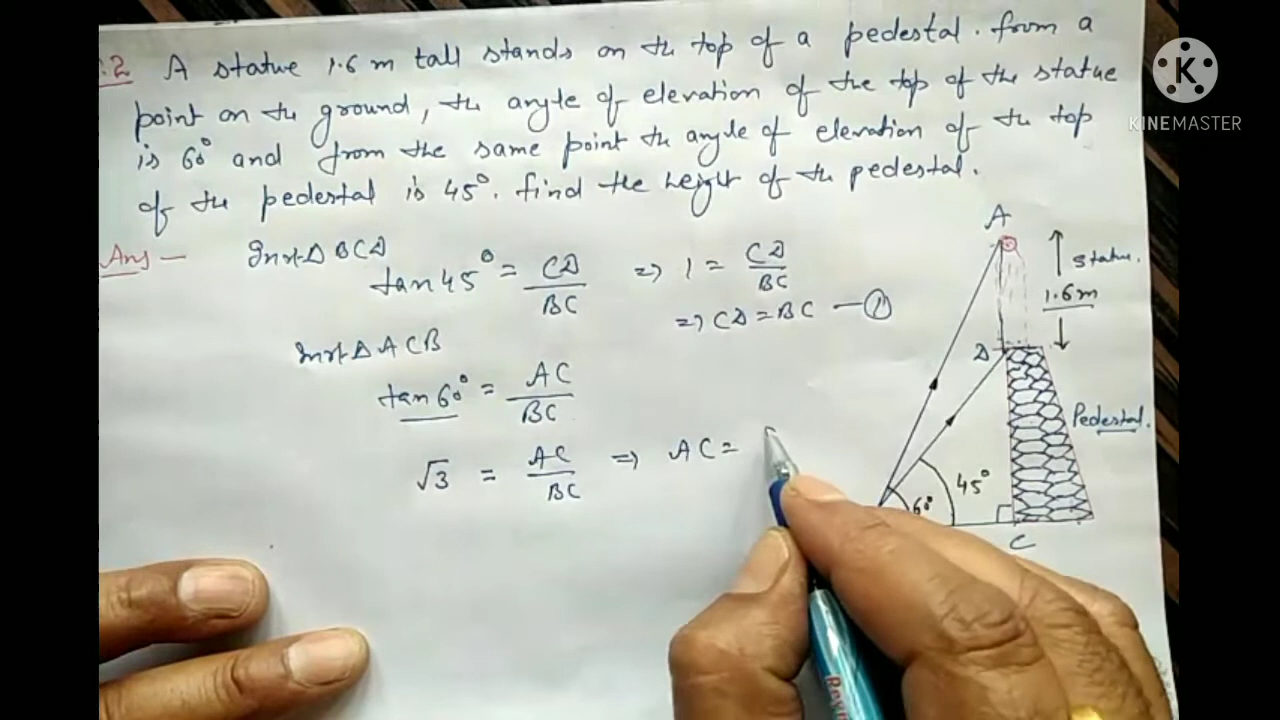 .2 A statue 1.6 m tall stands on the top of a pedestal. from a
point on the ground, the angle of elevation of the top of the statue
is 60° and from the same point the angle of elevation of the top
of the pedestal is 45°. find the height of the pedestal.
Ans - In rt. Δ BCD
tan 45° = CD/BC => 1 = CD/BC
=> CD = BC — ①
In rt. Δ ACB
tan 60° = AC/BC
√3 = AC/BC => AC =
A
statue.
1.6m
D
Pedestal.
45°
60°
C
K
KINEMASTER